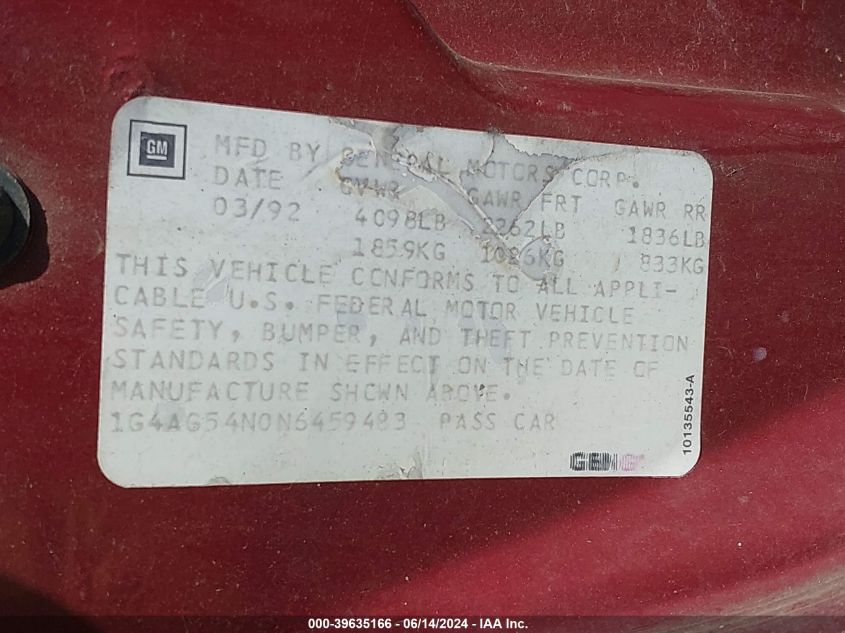 GM
MFD BY GENERAL MOTORS CORP.
DATE GVWR GAWR FRT GAWR RR
03/92 4098LB 2262LB 1836LB
1859KG 1026KG 833KG
THIS VEHICLE CONFORMS TO ALL APPLI-
CABLE U.S. FEDERAL MOTOR VEHICLE
SAFETY, BUMPER, AND THEFT PREVENTION
STANDARDS IN EFFECT ON THE DATE OF
MANUFACTURE SHOWN ABOVE.
1G4AG54N0N6459483 PASS CAR
10135543-A
000-39635166 - 06/14/2024 - IAA Inc.